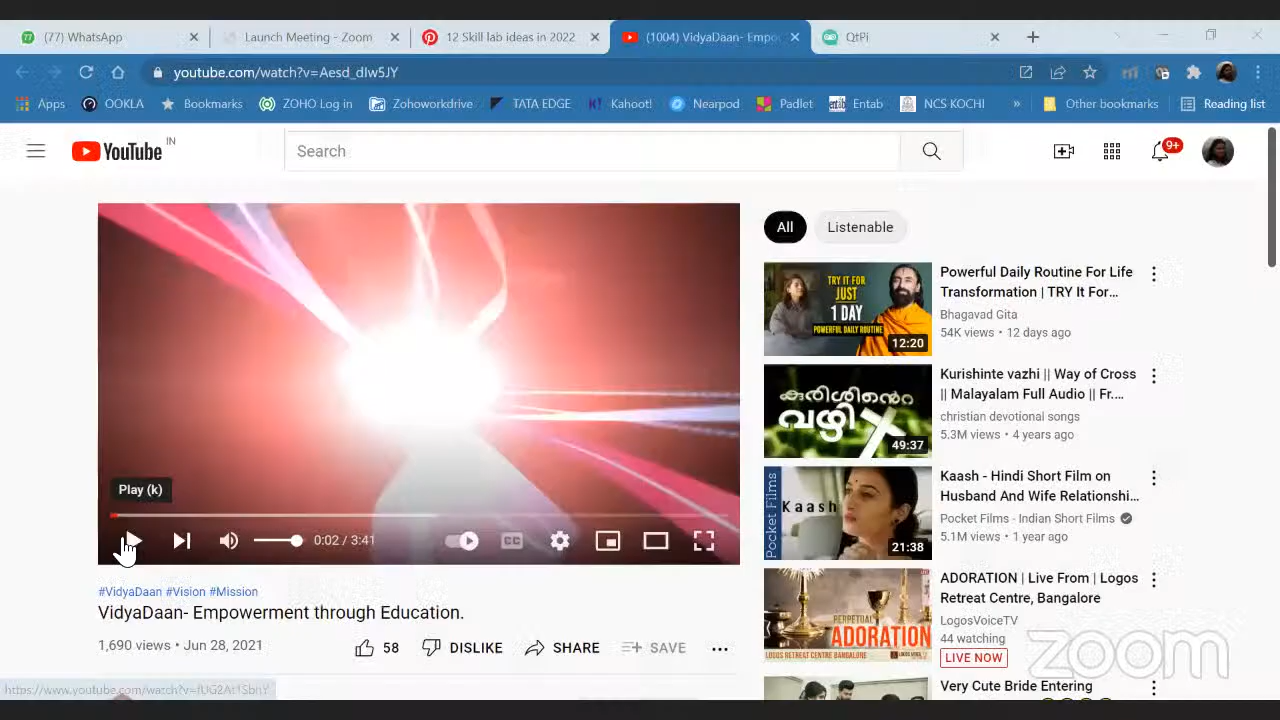 (77) WhatsApp
Launch Meeting - Zoom
12 Skill lab ideas in 2022
(1004) VidyaDaan- Empo
QtPi
youtube.com/watch?v=Aesd_dIw5JY
Apps
OOKLA
Bookmarks
ZOHO Log in
Zohoworkdrive
TATA EDGE
Kahoot!
Nearpod
Padlet
Entab
NCS KOCHI
»
Other bookmarks
Reading list
YouTube IN
Search
9+
All
Listenable
TRY IT FOR
JUST
1 DAY
POWERFUL DAILY ROUTINE
12:20
Powerful Daily Routine For Life
Transformation | TRY It For...
Bhagavad Gita
54K views • 12 days ago
കുരിശിന്റെ
വഴി
49:37
Kurishinte vazhi || Way of Cross
|| Malayalam Full Audio || Fr....
christian devotional songs
5.3M views • 4 years ago
Pocket Films
Kaash
21:38
Kaash - Hindi Short Film on
Husband And Wife Relationshi...
Pocket Films - Indian Short Films
5.1M views • 1 year ago
PERPETUAL
ADORATION
LOGOS RETREAT CENTRE BANGALORE
ADORATION | Live From | Logos
Retreat Centre, Bangalore
LogosVoiceTV
44 watching
LIVE NOW
Very Cute Bride Entering
Play (k)
0:02 / 3:41
CC
#VidyaDaan #Vision #Mission
VidyaDaan- Empowerment through Education.
1,690 views • Jun 28, 2021
58
DISLIKE
SHARE
SAVE
zoom